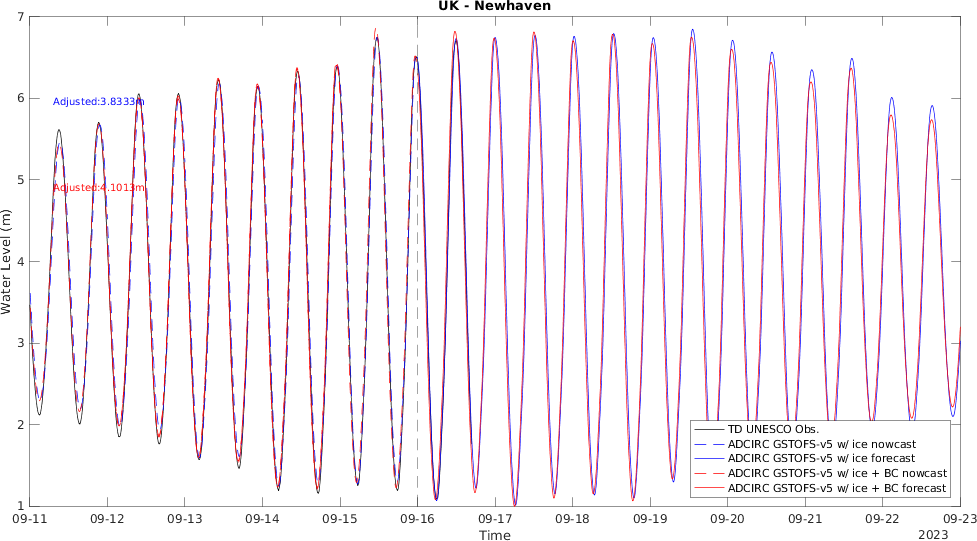 UK - Newhaven
7
6
5
4
3
2
1
Water Level (m)
Adjusted:3.8333m
Adjusted:4.1013m
TD UNESCO Obs.
ADCIRC GSTOFS-v5 w/ ice nowcast
ADCIRC GSTOFS-v5 w/ ice forecast
ADCIRC GSTOFS-v5 w/ ice + BC nowcast
ADCIRC GSTOFS-v5 w/ ice + BC forecast
09-11 09-12 09-13 09-14 09-15 09-16 09-17 09-18 09-19 09-20 09-21 09-22 09-23
Time
2023